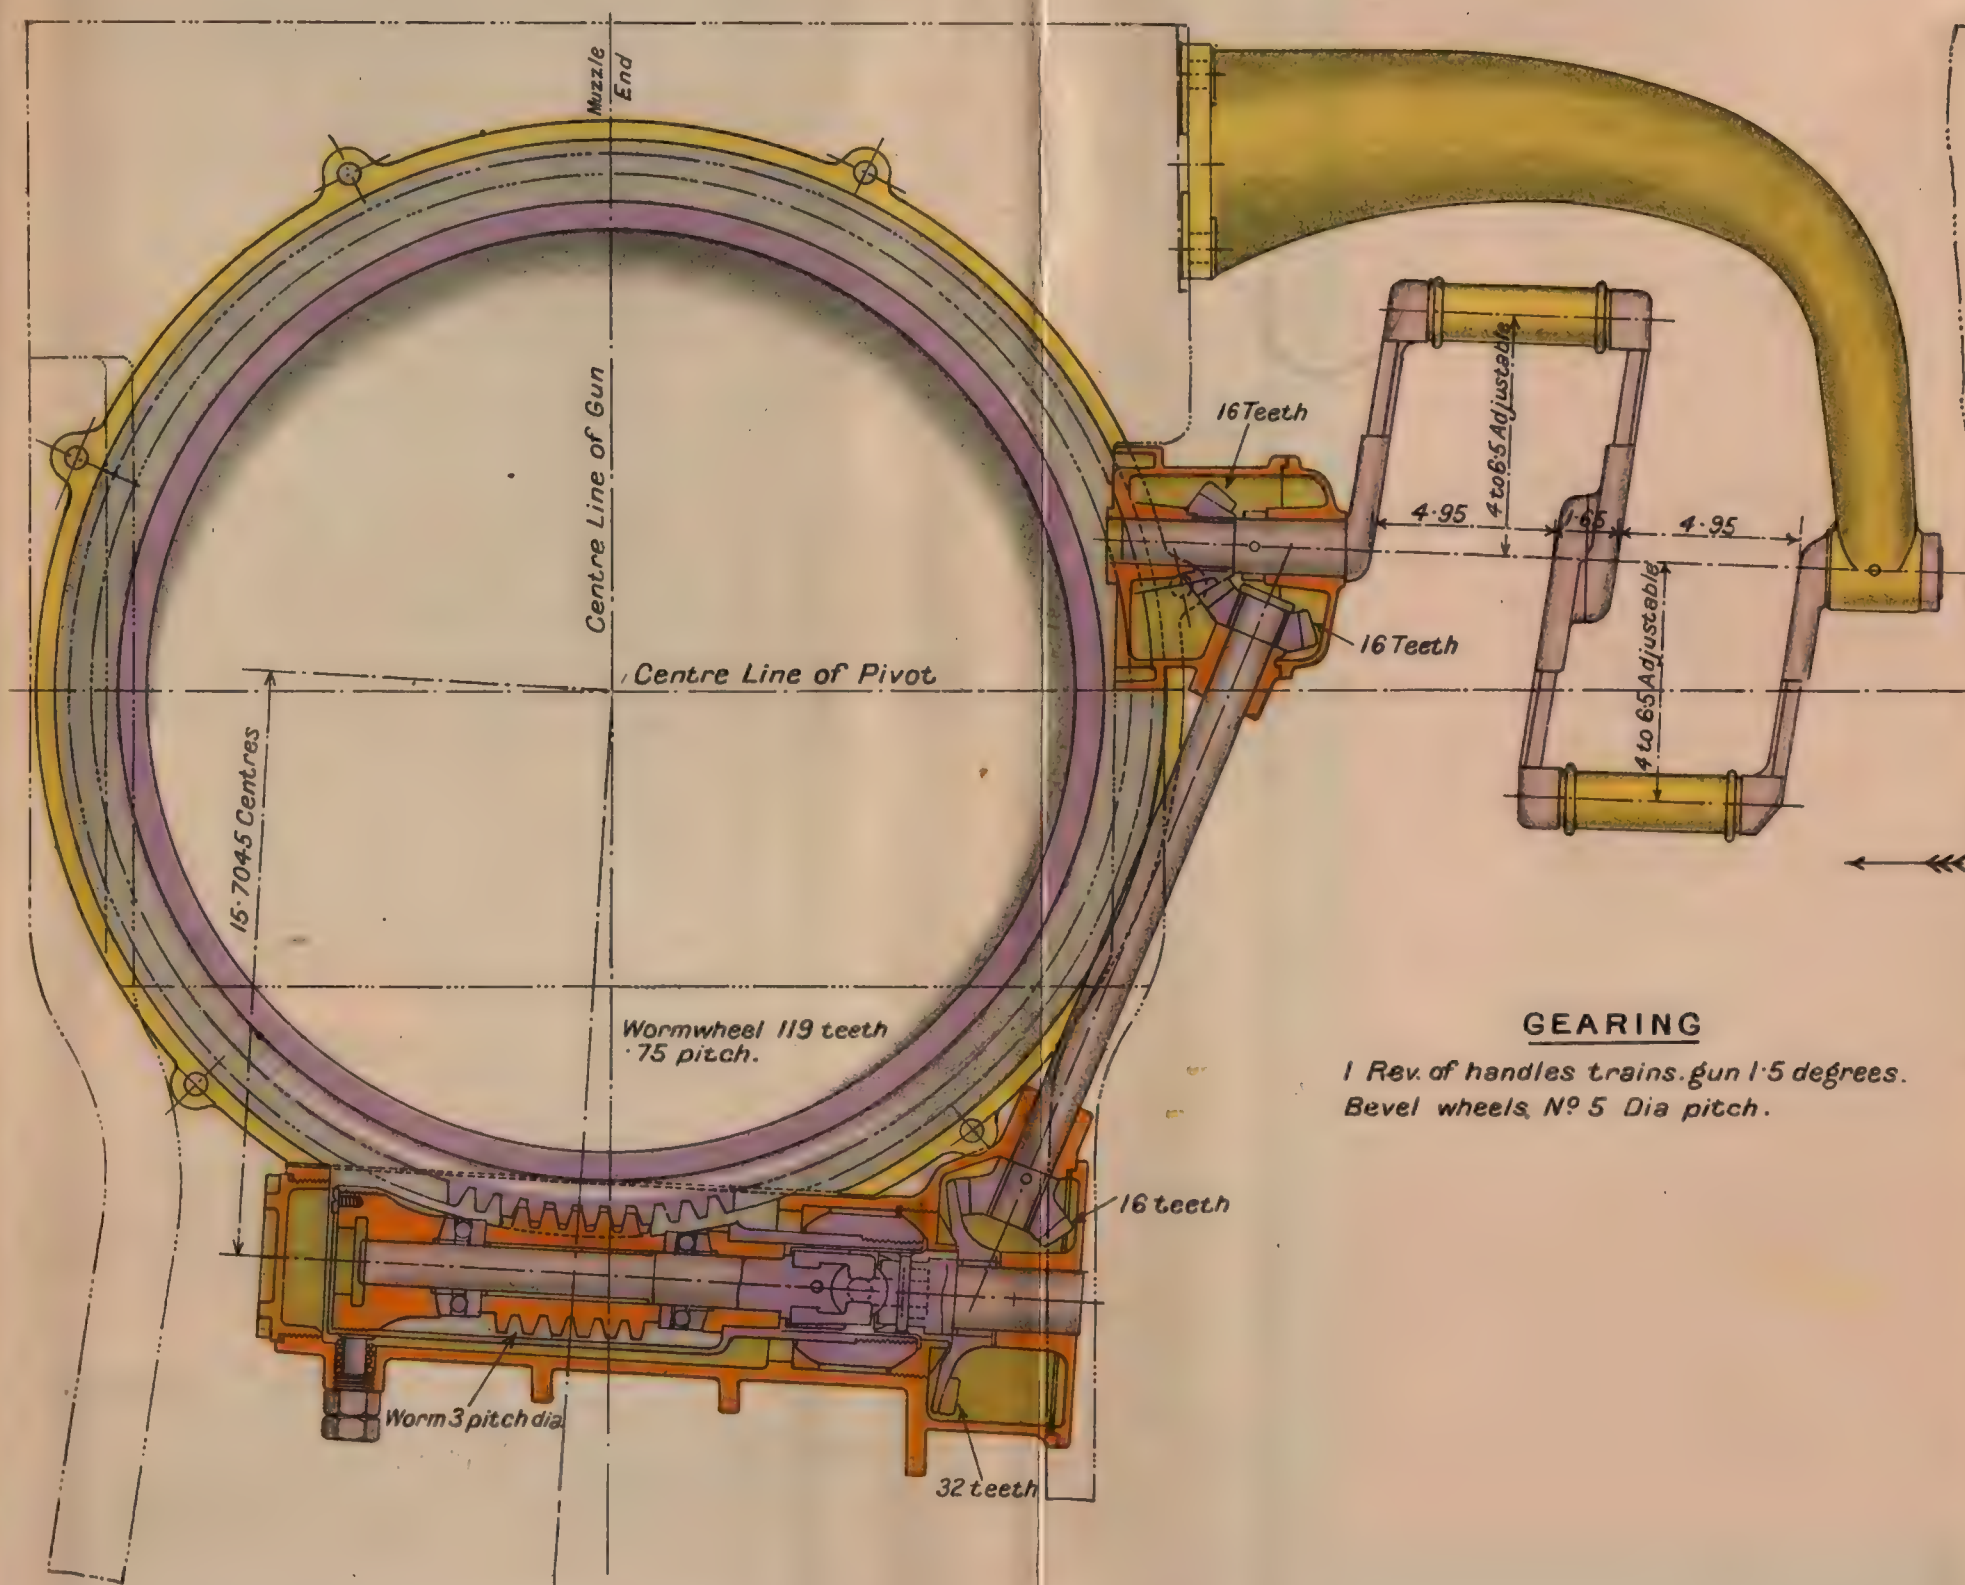 Muzzle
End
Centre Line of Gun
Centre Line of Pivot
15·7045 Centres
Wormwheel 119 teeth
·75 pitch.
16 Teeth
16 Teeth
4 to 6·5 Adjustable
4·95
1·65
4·95
4 to 6·5 Adjustable
GEARING
1 Rev. of handles trains. gun 1·5 degrees.
Bevel wheels, Nº 5 Dia pitch.
16 teeth
Worm 3 pitch dia
32 teeth